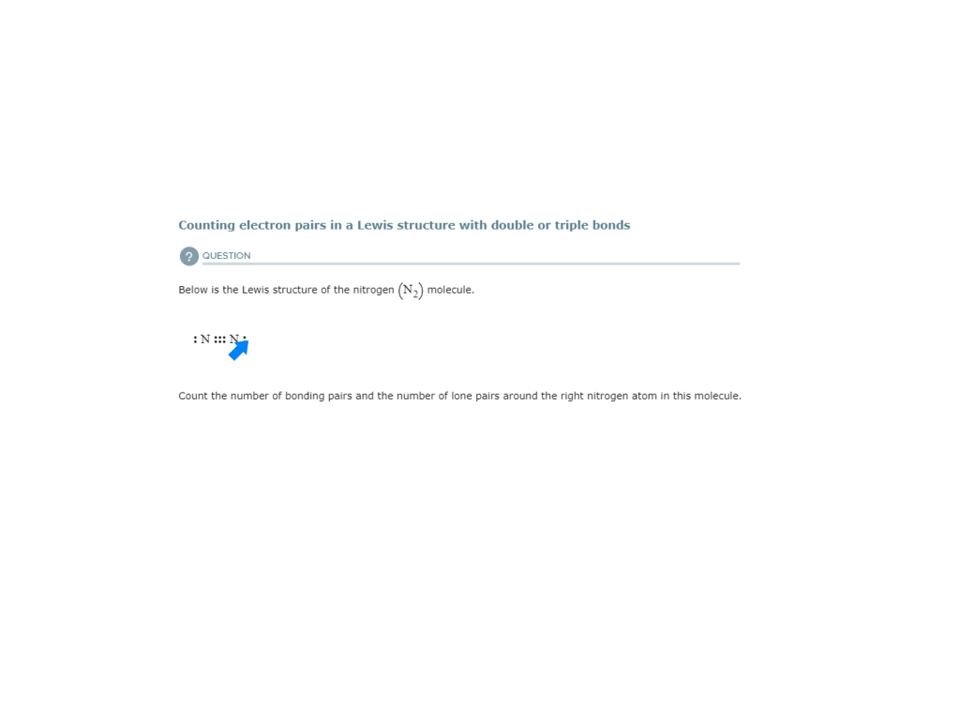 Counting electron pairs in a Lewis structure with double or triple bonds
? QUESTION
Below is the Lewis structure of the nitrogen (N₂) molecule.
: N ::: N :
Count the number of bonding pairs and the number of lone pairs around the right nitrogen atom in this molecule.